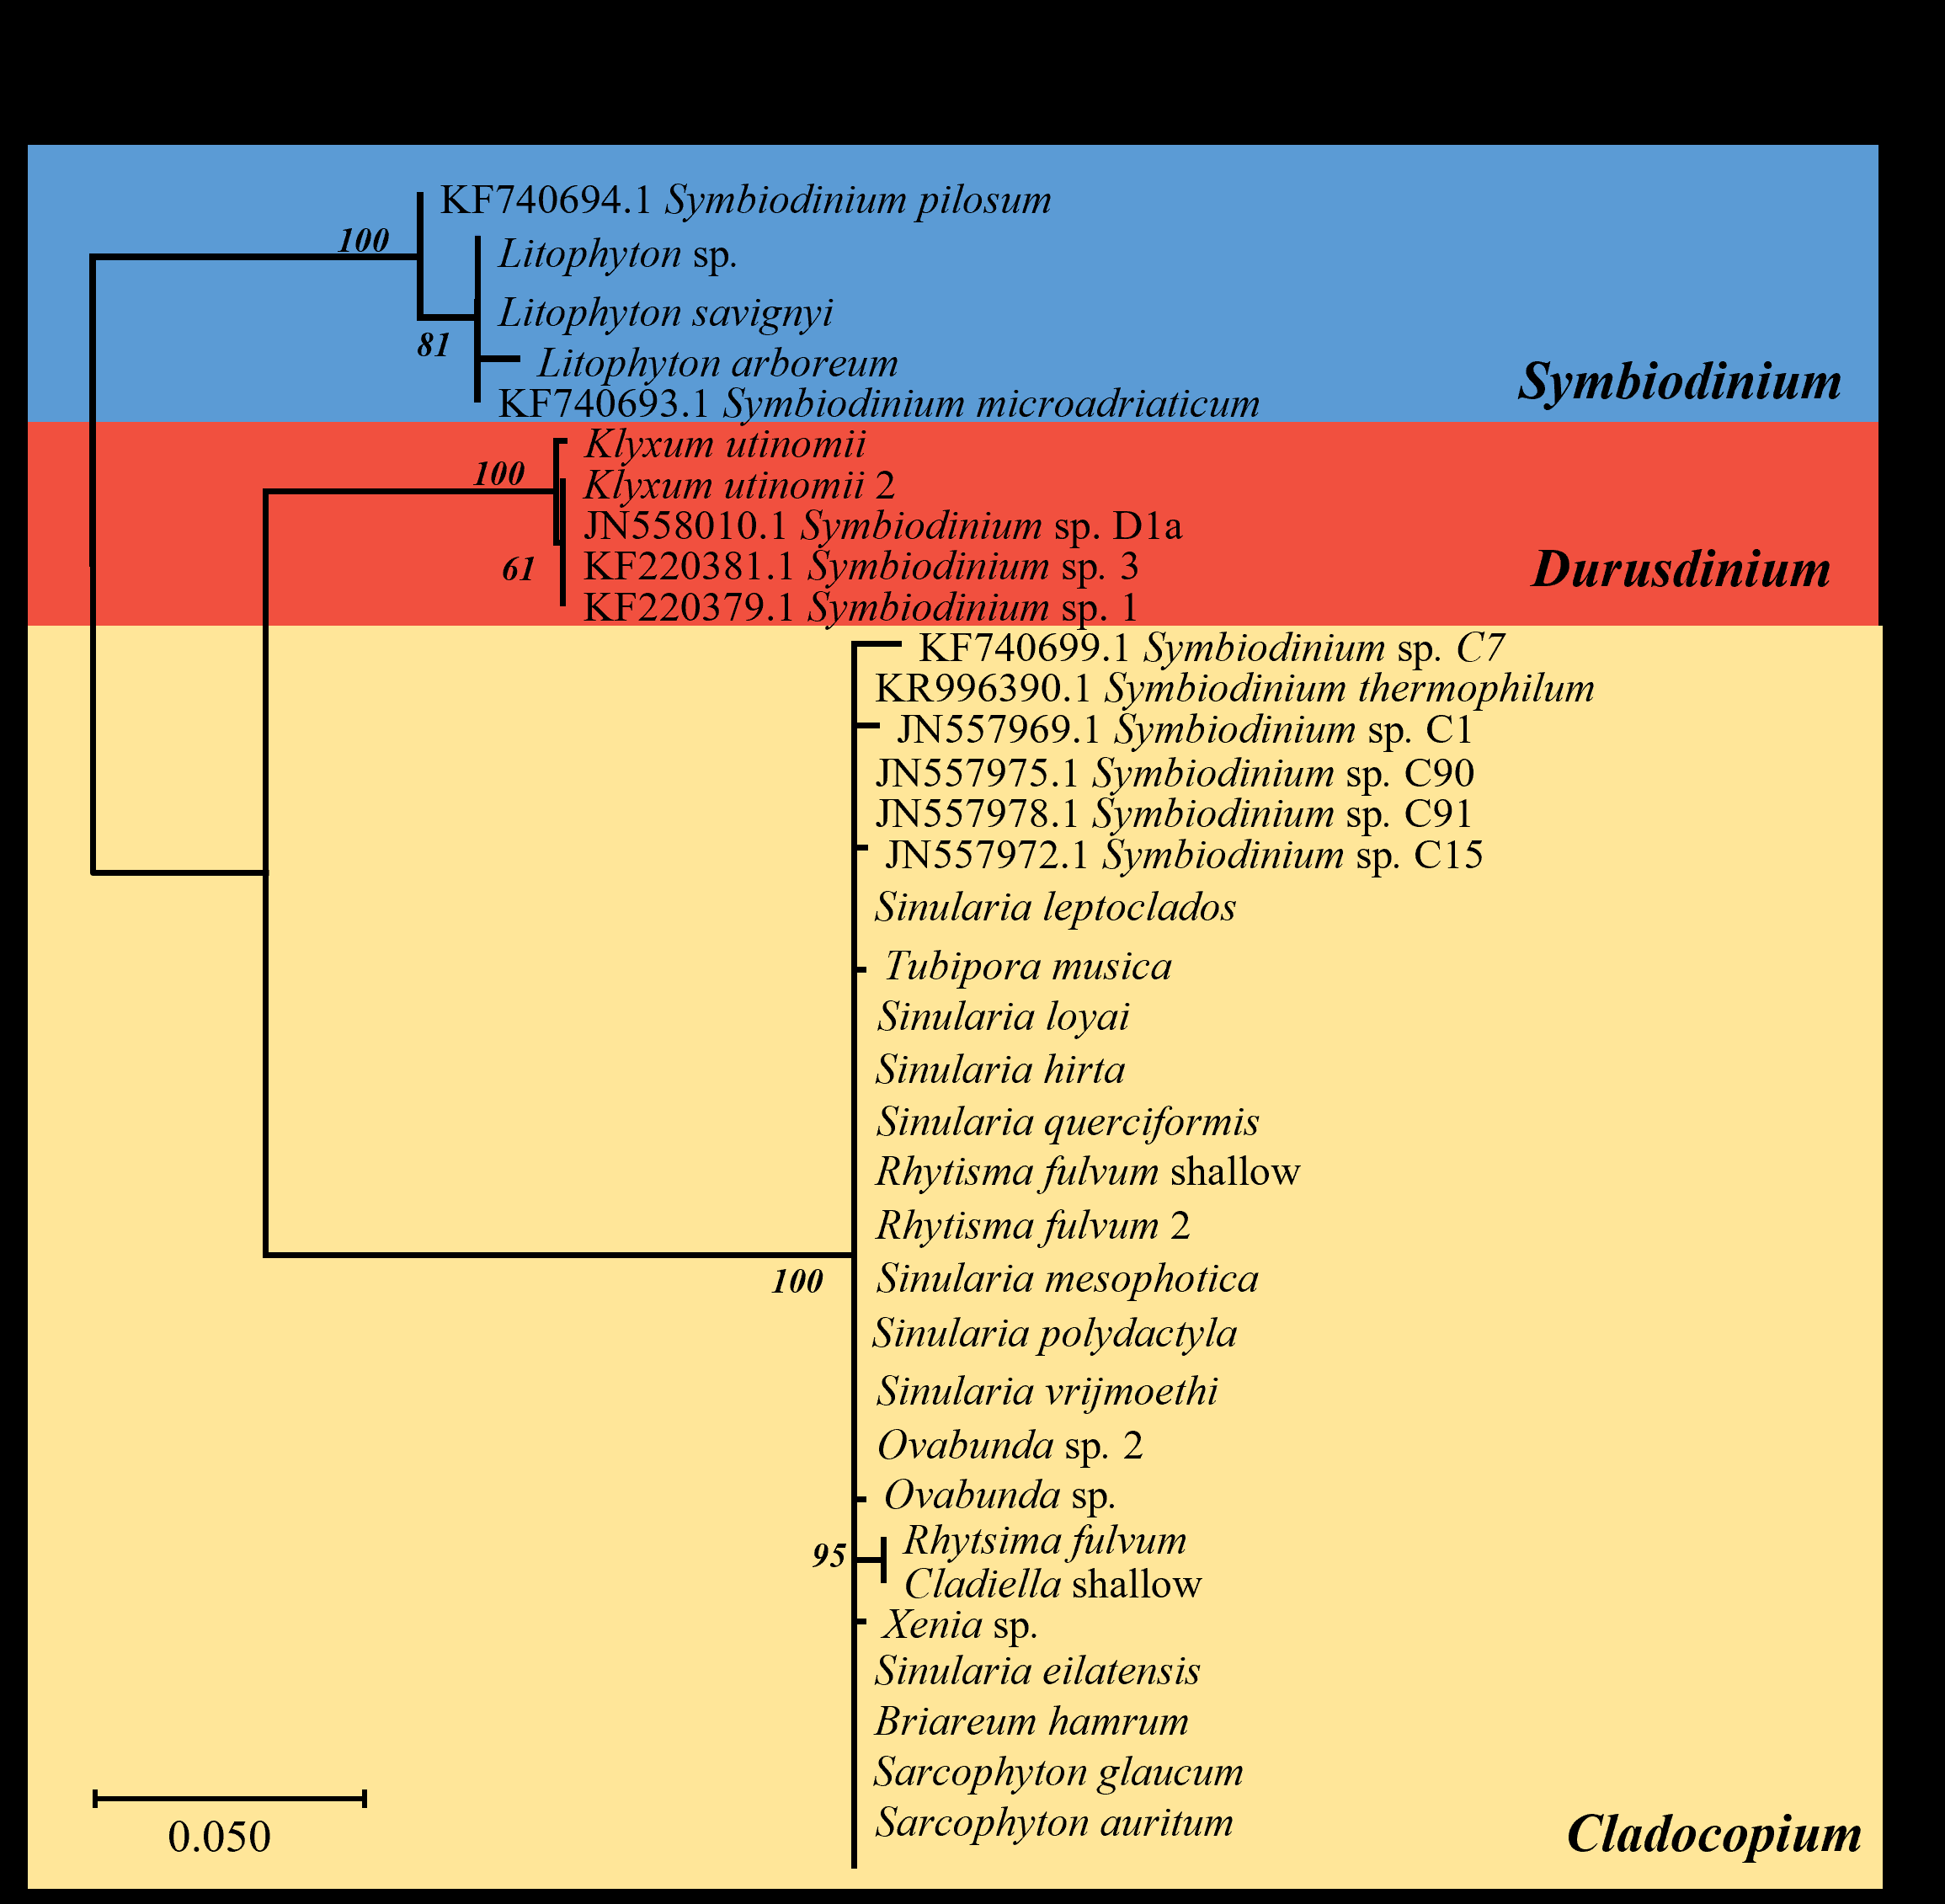 KF740694.1 Symbiodinium pilosum
100
Litophyton sp.
Litophyton savignyi
81
Litophyton arboreum
Symbiodinium
KF740693.1 Symbiodinium microadriaticum
Klyxum utinomii
100
Klyxum utinomii 2
JN558010.1 Symbiodinium sp. D1a
61
KF220381.1 Symbiodinium sp. 3
Durusdinium
KF220379.1 Symbiodinium sp. 1
KF740699.1 Symbiodinium sp. C7
KR996390.1 Symbiodinium thermophilum
JN557969.1 Symbiodinium sp. C1
JN557975.1 Symbiodinium sp. C90
JN557978.1 Symbiodinium sp. C91
JN557972.1 Symbiodinium sp. C15
Sinularia leptoclados
Tubipora musica
Sinularia loyai
Sinularia hirta
Sinularia querciformis
Rhytisma fulvum shallow
Rhytisma fulvum 2
100
Sinularia mesophotica
Sinularia polydactyla
Sinularia vrijmoethi
Ovabunda sp. 2
Ovabunda sp.
95
Rhytsima fulvum
Cladiella shallow
Xenia sp.
Sinularia eilatensis
Briareum hamrum
Sarcophyton glaucum
Sarcophyton auritum
0.050
Cladocopium